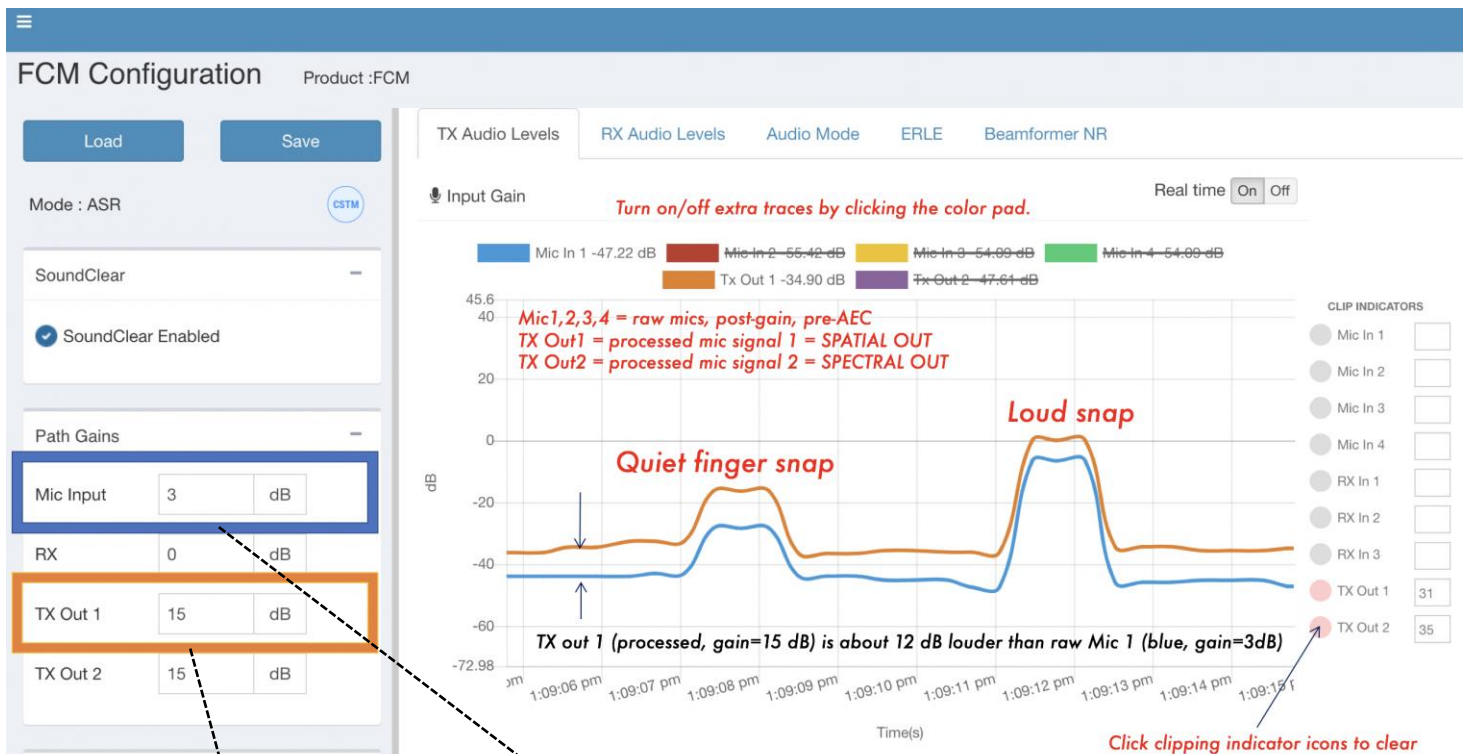 ≡
FCM Configuration Product :FCM
Load Save
Mode : ASR CSTM
SoundClear −
SoundClear Enabled
Path Gains −
Mic Input 3 dB
RX 0 dB
TX Out 1 15 dB
TX Out 2 15 dB
TX Audio Levels RX Audio Levels Audio Mode ERLE Beamformer NR
Input Gain Real time On Off
Turn on/off extra traces by clicking the color pad.
Mic In 1 -47.22 dB Mic In 2 -55.42 dB Mic In 3 -54.09 dB Mic In 4 -54.09 dB
Tx Out 1 -34.90 dB Tx Out 2 -47.61 dB
45.6
40
20
0
-20
-40
-60
-72.98
dB
Mic1,2,3,4 = raw mics, post-gain, pre-AEC
TX Out1 = processed mic signal 1 = SPATIAL OUT
TX Out2 = processed mic signal 2 = SPECTRAL OUT
Loud snap
Quiet finger snap
TX out 1 (processed, gain=15 dB) is about 12 dB louder than raw Mic 1 (blue, gain=3dB)
1:09:06 pm 1:09:07 pm 1:09:08 pm 1:09:09 pm 1:09:10 pm 1:09:11 pm 1:09:12 pm 1:09:13 pm 1:09:14 pm 1:09:15
Time(s)
CLIP INDICATORS
Mic In 1
Mic In 2
Mic In 3
Mic In 4
RX In 1
RX In 2
RX In 3
TX Out 1 31
TX Out 2 35
Click clipping indicator icons to clear